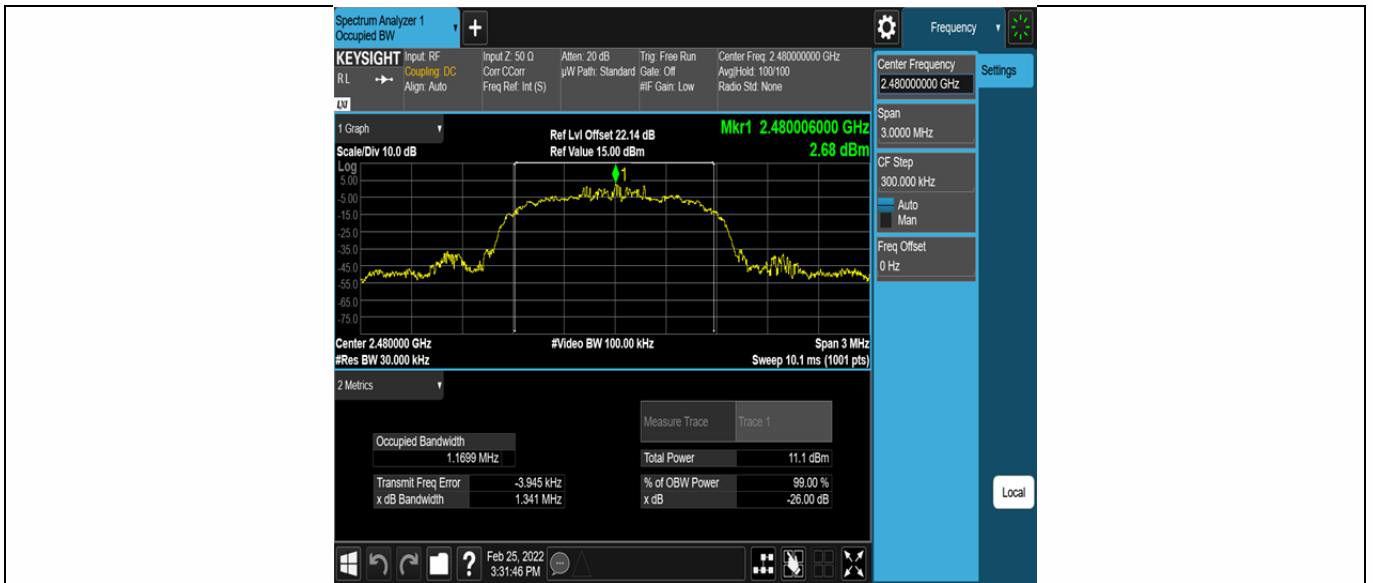 Spectrum Analyzer 1
Occupied BW
+
Frequency
KEYSIGHT
RL
LXI
Input: RF
Coupling: DC
Align: Auto
Input Z: 50 Ω
Corr CCorr
Freq Ref: Int (S)
Atten: 20 dB
µW Path: Standard
Trig: Free Run
Gate: Off
#IF Gain: Low
Center Freq: 2.480000000 GHz
Avg|Hold: 100/100
Radio Std: None
Center Frequency
2.480000000 GHz
Settings
Span
3.0000 MHz
CF Step
300.000 kHz
Auto
Man
Freq Offset
0 Hz
Local
1 Graph
Scale/Div 10.0 dB
Ref Lvl Offset 22.14 dB
Ref Value 15.00 dBm
Mkr1 2.480006000 GHz
2.68 dBm
Log
1
5.00
-5.00
-15.0
-25.0
-35.0
-45.0
-55.0
-65.0
-75.0
Center 2.480000 GHz
#Video BW 100.00 kHz
Span 3 MHz
#Res BW 30.000 kHz
Sweep 10.1 ms (1001 pts)
2 Metrics
Measure Trace Trace 1
Occupied Bandwidth
1.1699 MHz
Total Power 11.1 dBm
Transmit Freq Error -3.945 kHz
% of OBW Power 99.00 %
x dB Bandwidth 1.341 MHz
x dB -26.00 dB
?
Feb 25, 2022
3:31:46 PM